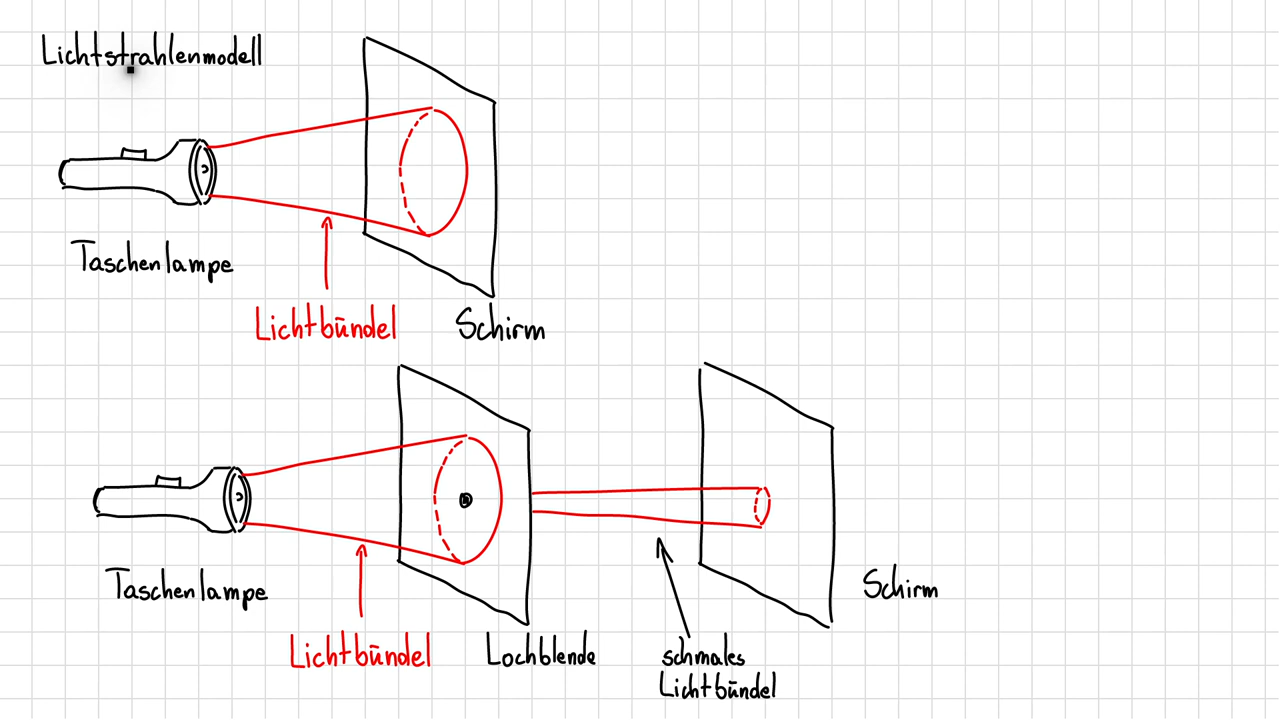 Lichtstrahlenmodell
Taschenlampe
Lichtbündel
Schirm
Taschenlampe
Schirm
Lichtbündel
Lochblende
schmales
Lichtbündel